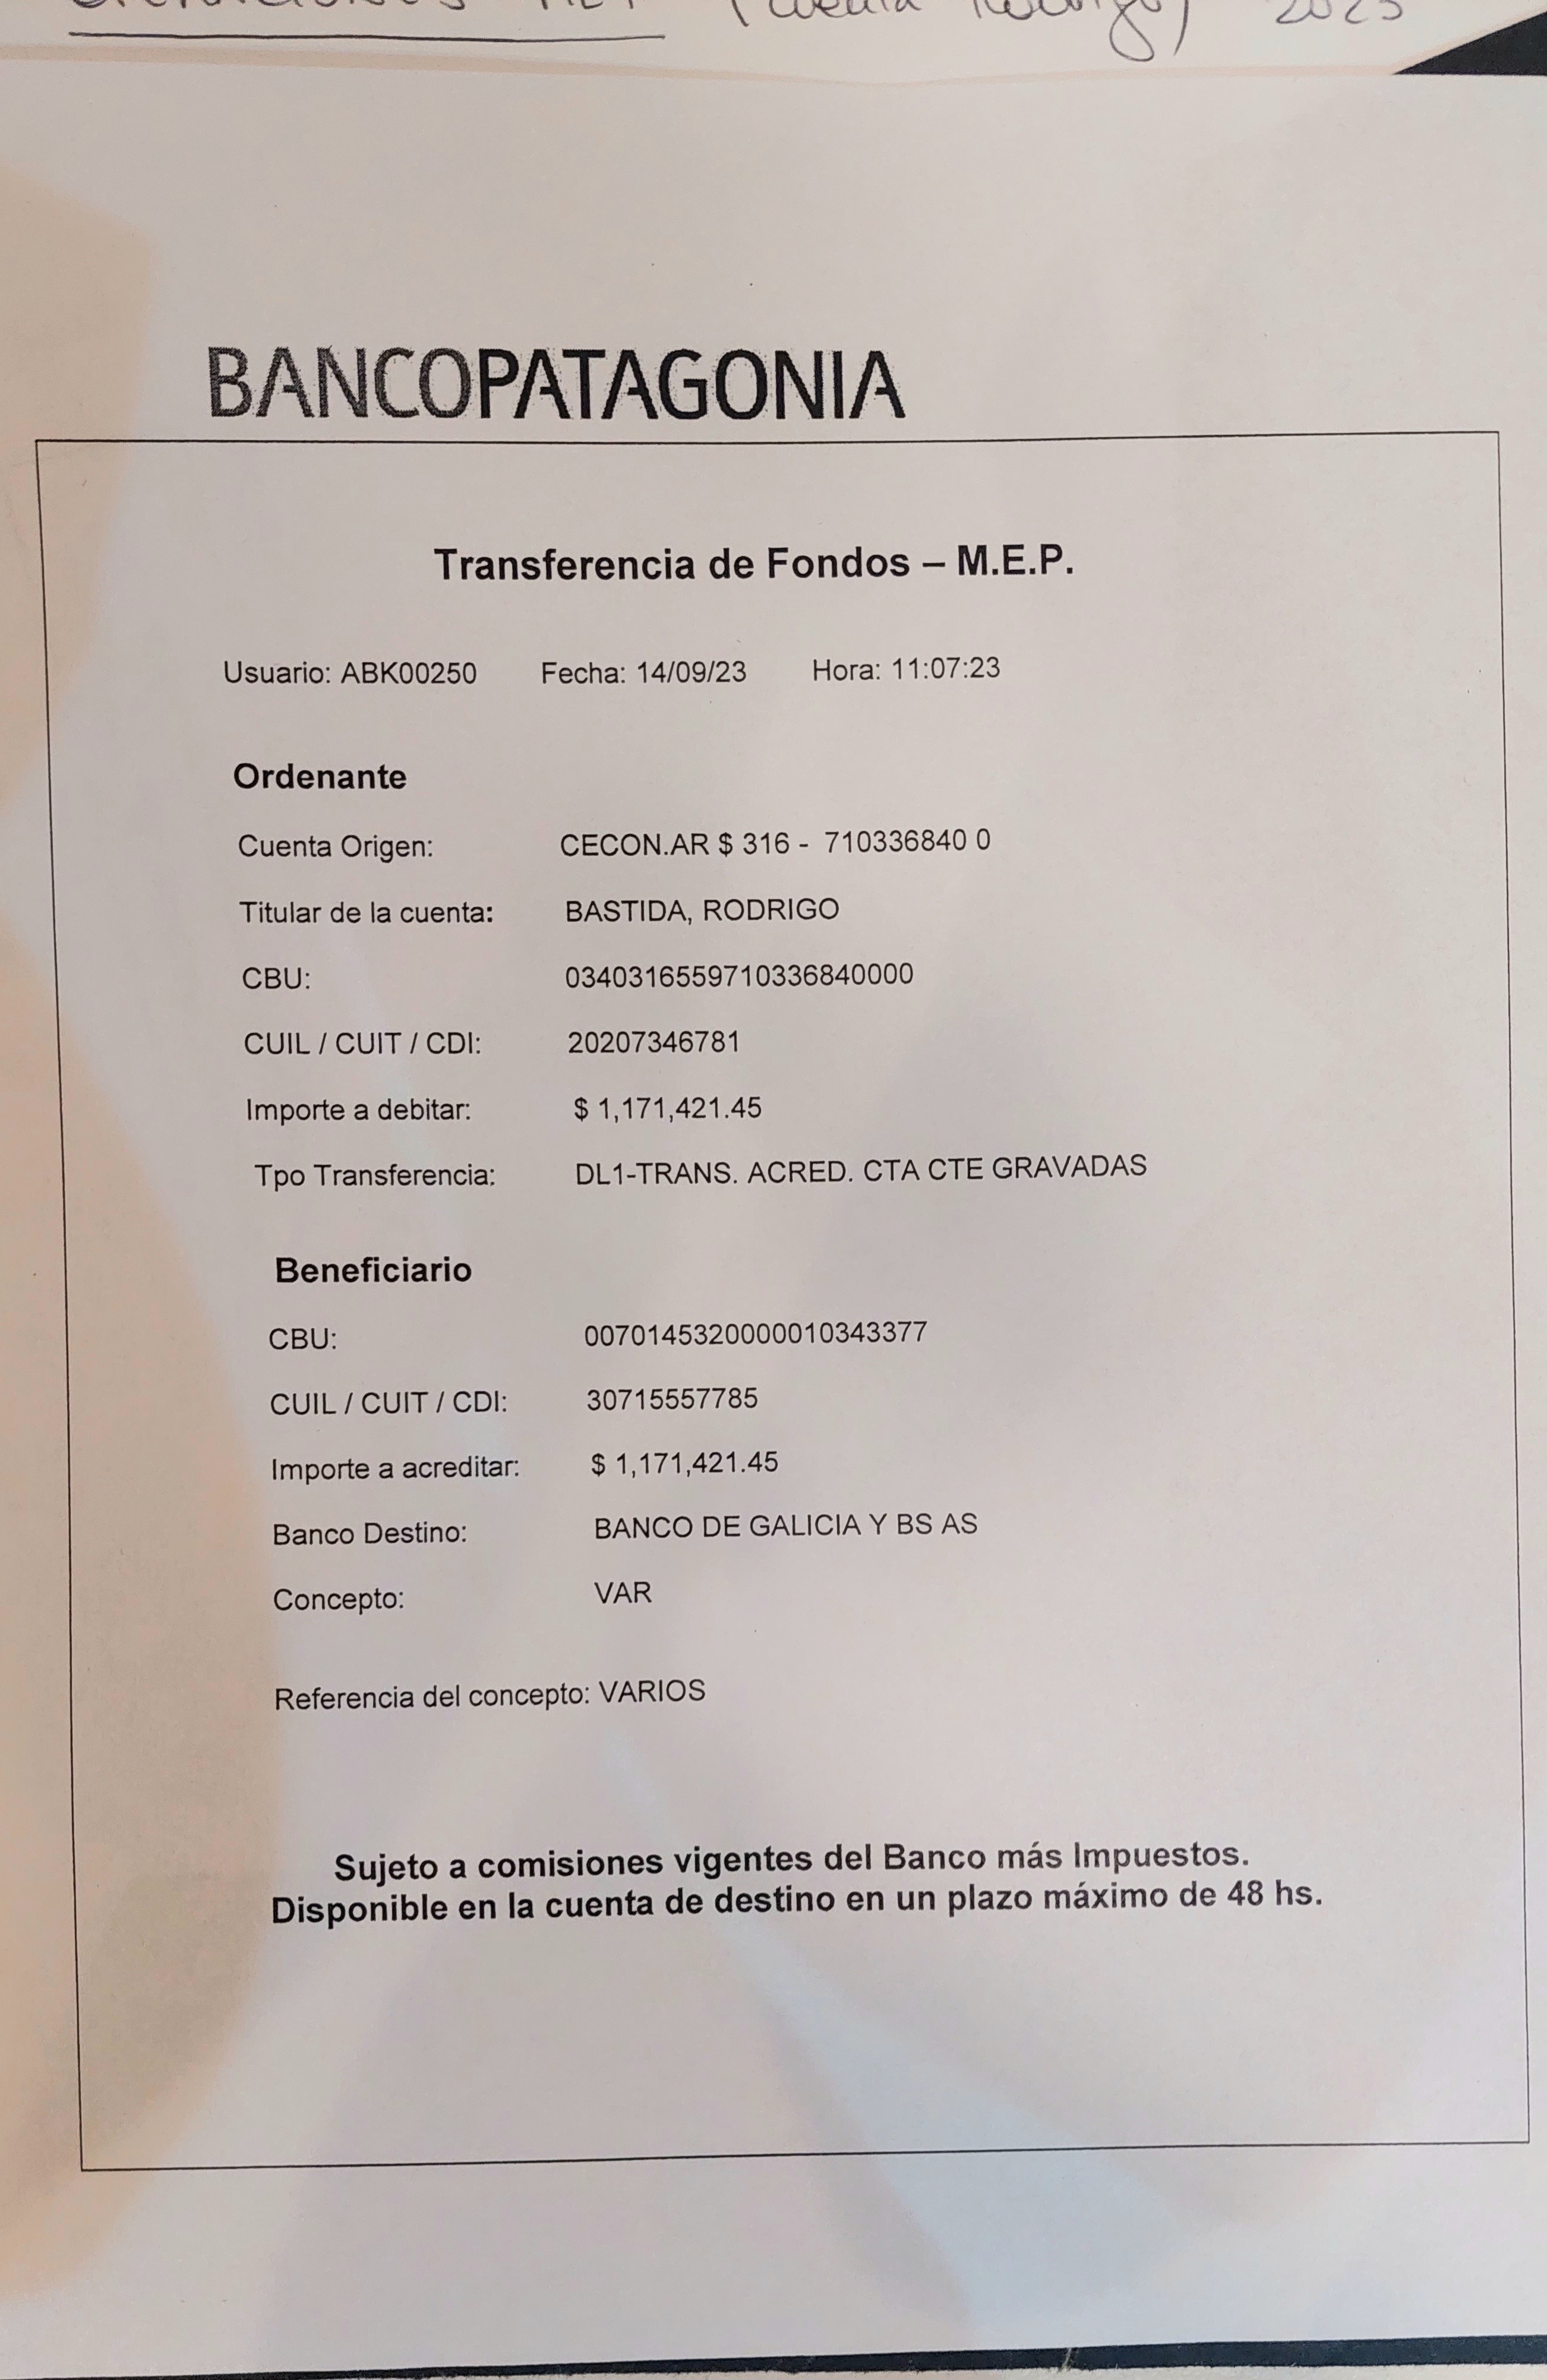 (cuenta Rodrigo) 2023
BANCOPATAGONIA
Transferencia de Fondos – M.E.P.
Usuario: ABK00250 Fecha: 14/09/23 Hora: 11:07:23
Ordenante
Cuenta Origen: CECON.AR $ 316 - 710336840 0
Titular de la cuenta: BASTIDA, RODRIGO
CBU: 0340316559710336840000
CUIL / CUIT / CDI: 20207346781
Importe a debitar: $ 1,171,421.45
Tpo Transferencia: DL1-TRANS. ACRED. CTA CTE GRAVADAS
Beneficiario
CBU: 0070145320000010343377
CUIL / CUIT / CDI: 30715557785
Importe a acreditar: $ 1,171,421.45
Banco Destino: BANCO DE GALICIA Y BS AS
Concepto: VAR
Referencia del concepto: VARIOS
Sujeto a comisiones vigentes del Banco más Impuestos.
Disponible en la cuenta de destino en un plazo máximo de 48 hs.